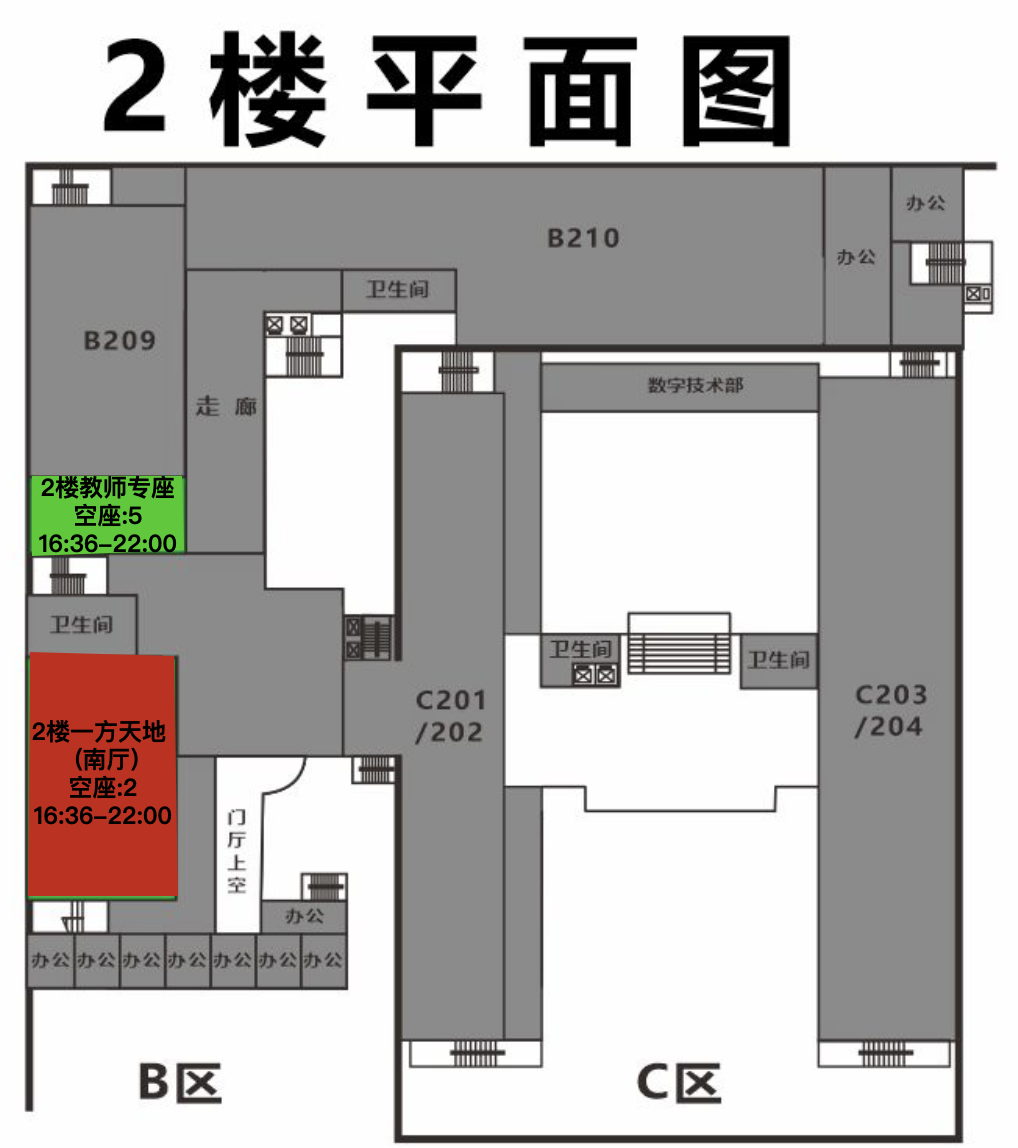 2楼平面图
办公
B210
办公
卫生间
B209
数字技术部
走廊
2楼教师专座
空座:5
16:36-22:00
卫生间
卫生间
卫生间
C201
/202
C203
/204
2楼一方天地
(南厅)
空座:2
16:36-22:00
门厅上空
办公
办公 办公 办公 办公 办公 办公 办公
B区
C区